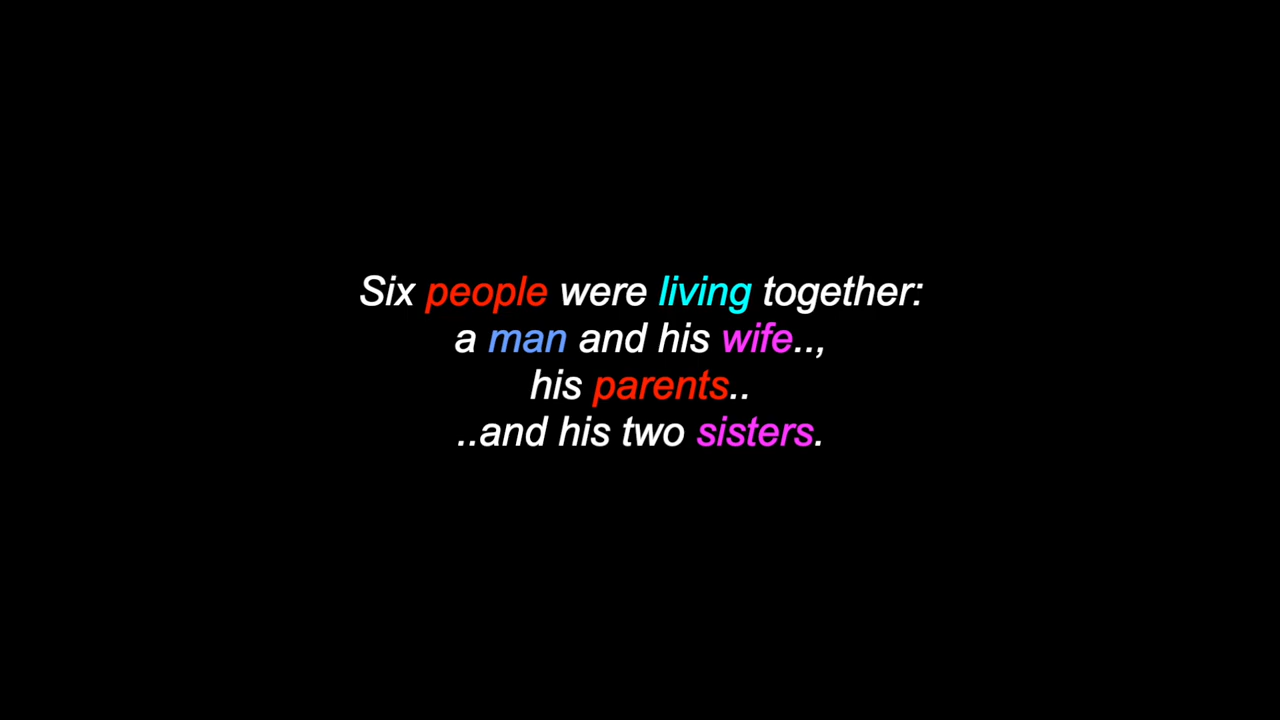 Six people were living together:
a man and his wife..,
his parents..
..and his two sisters.